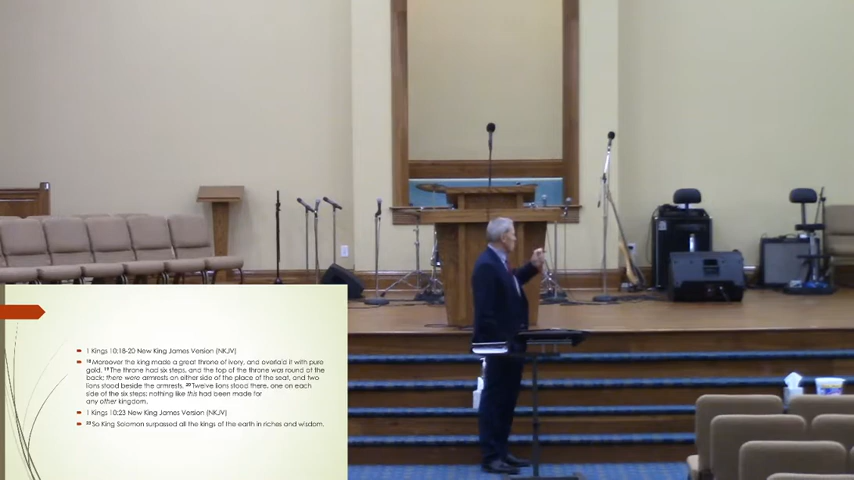 1 Kings 10:18-20 New King James Version (NKJV)
18 Moreover the king made a great throne of ivory, and overlaid it with pure
gold. 19 The throne had six steps, and the top of the throne was round at the
back; there were armrests on either side of the place of the seat, and two
lions stood beside the armrests. 20 Twelve lions stood there, one on each
side of the six steps; nothing like this had been made for
any other kingdom.
1 Kings 10:23 New King James Version (NKJV)
23 So King Solomon surpassed all the kings of the earth in riches and wisdom.